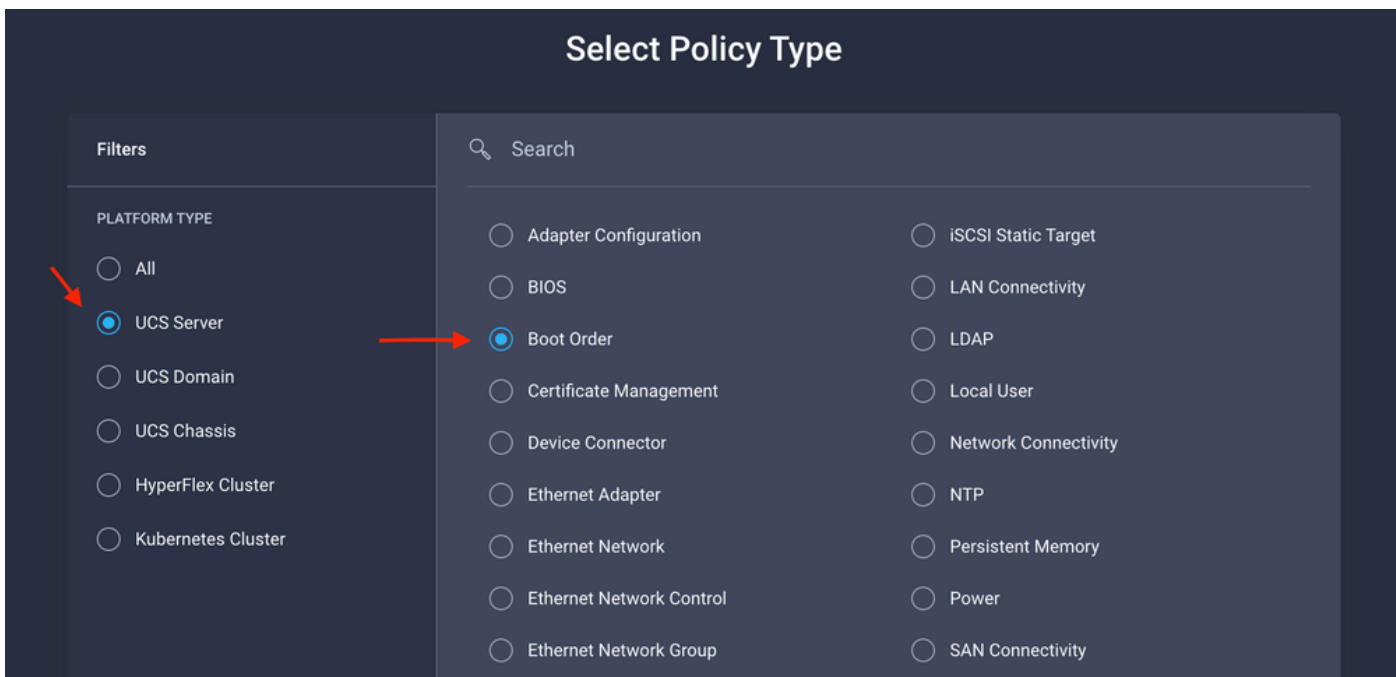 Select Policy Type
Filters
Search
PLATFORM TYPE
All
UCS Server
UCS Domain
UCS Chassis
HyperFlex Cluster
Kubernetes Cluster
Adapter Configuration
BIOS
Boot Order
Certificate Management
Device Connector
Ethernet Adapter
Ethernet Network
Ethernet Network Control
Ethernet Network Group
iSCSI Static Target
LAN Connectivity
LDAP
Local User
Network Connectivity
NTP
Persistent Memory
Power
SAN Connectivity